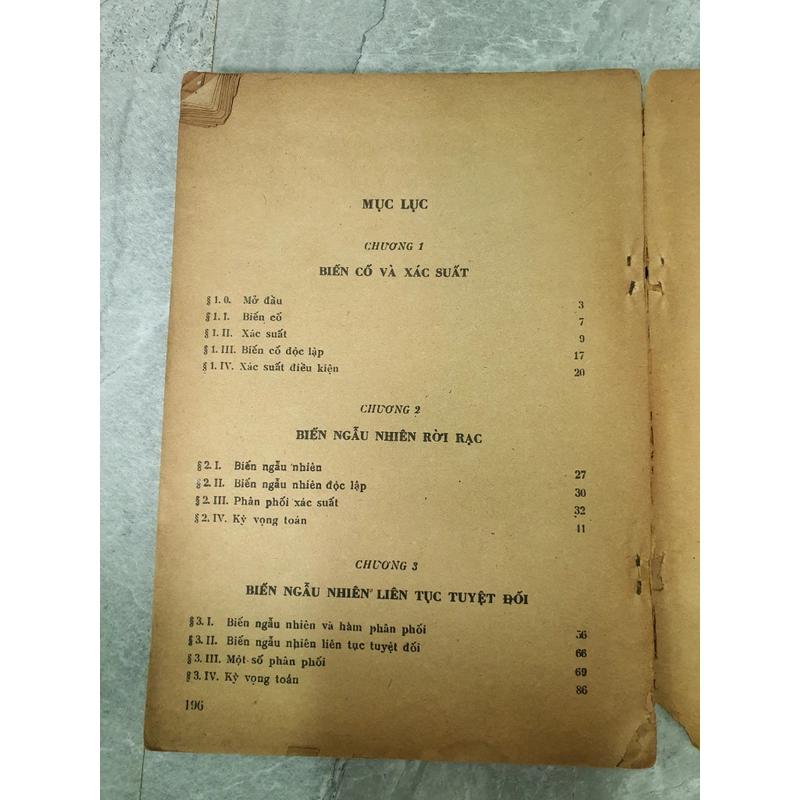 MỤC LỤC
CHƯƠNG 1
BIẾN CỐ VÀ XÁC SUẤT
§ 1. 0. Mở đầu 3
§ 1. I. Biến cố 7
§ 1. II. Xác suất 9
§ 1. III. Biến cố độc lập 17
§ 1. IV. Xác suất điều kiện 20
CHƯƠNG 2
BIẾN NGẪU NHIÊN RỜI RẠC
§ 2. I. Biến ngẫu nhiên 27
§ 2. II. Biến ngẫu nhiên độc lập 30
§ 2. III. Phân phối xác suất 32
§ 2. IV. Kỳ vọng toán 41
CHƯƠNG 3
BIẾN NGẪU NHIÊN LIÊN TỤC TUYỆT ĐỐI
§ 3. I. Biến ngẫu nhiên và hàm phân phối 56
§ 3. II. Biến ngẫu nhiên liên tục tuyệt đối 66
§ 3. III. Một số phân phối 69
§ 3. IV. Kỳ vọng toán 86
196